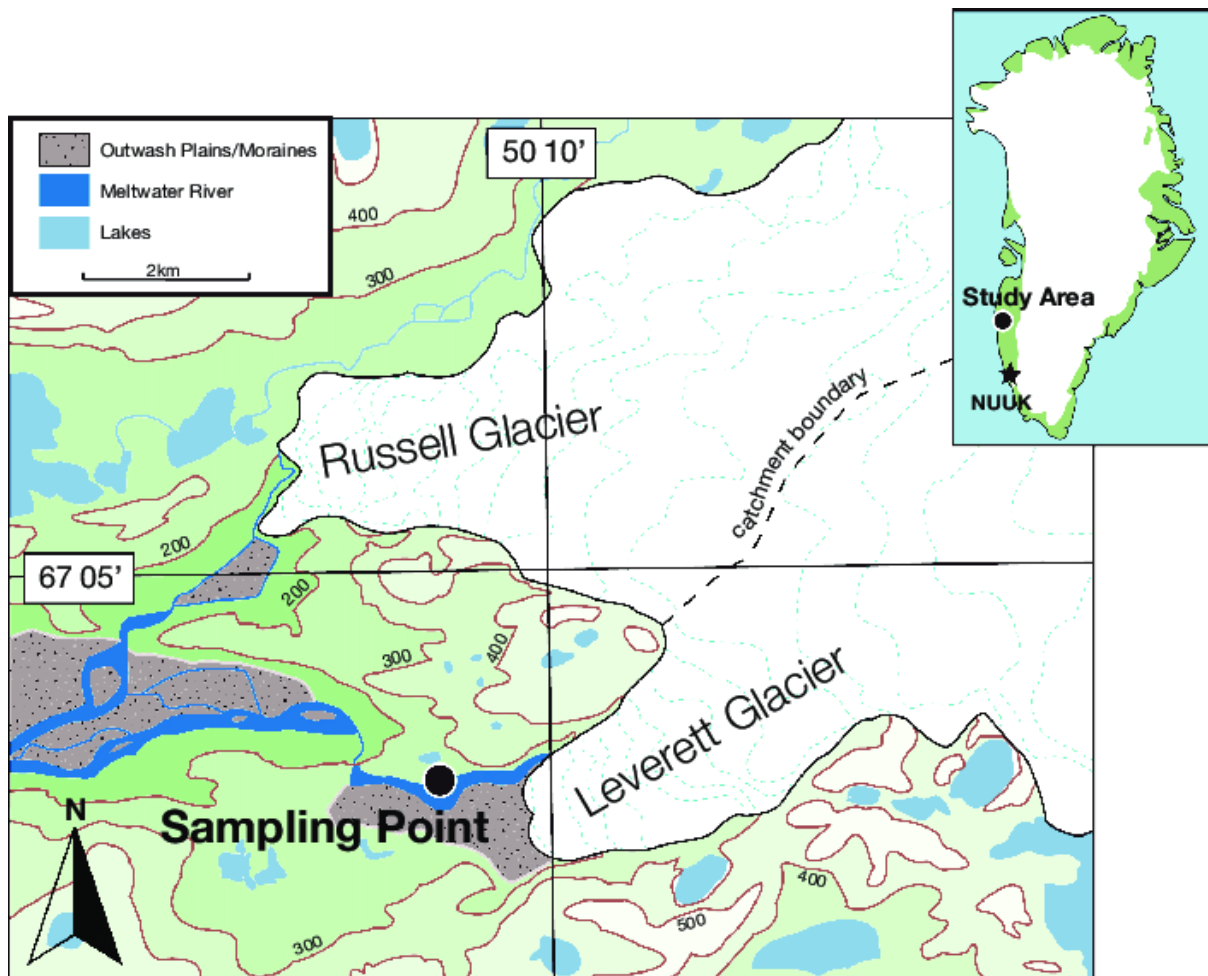 Outwash Plains/Moraines
Meltwater River
Lakes
2km
50 10'
Study Area
NUUK
400
300
catchment boundary
Russell Glacier
200
67 05'
200
300
400
Leverett Glacier
Sampling Point
N
400
500
300